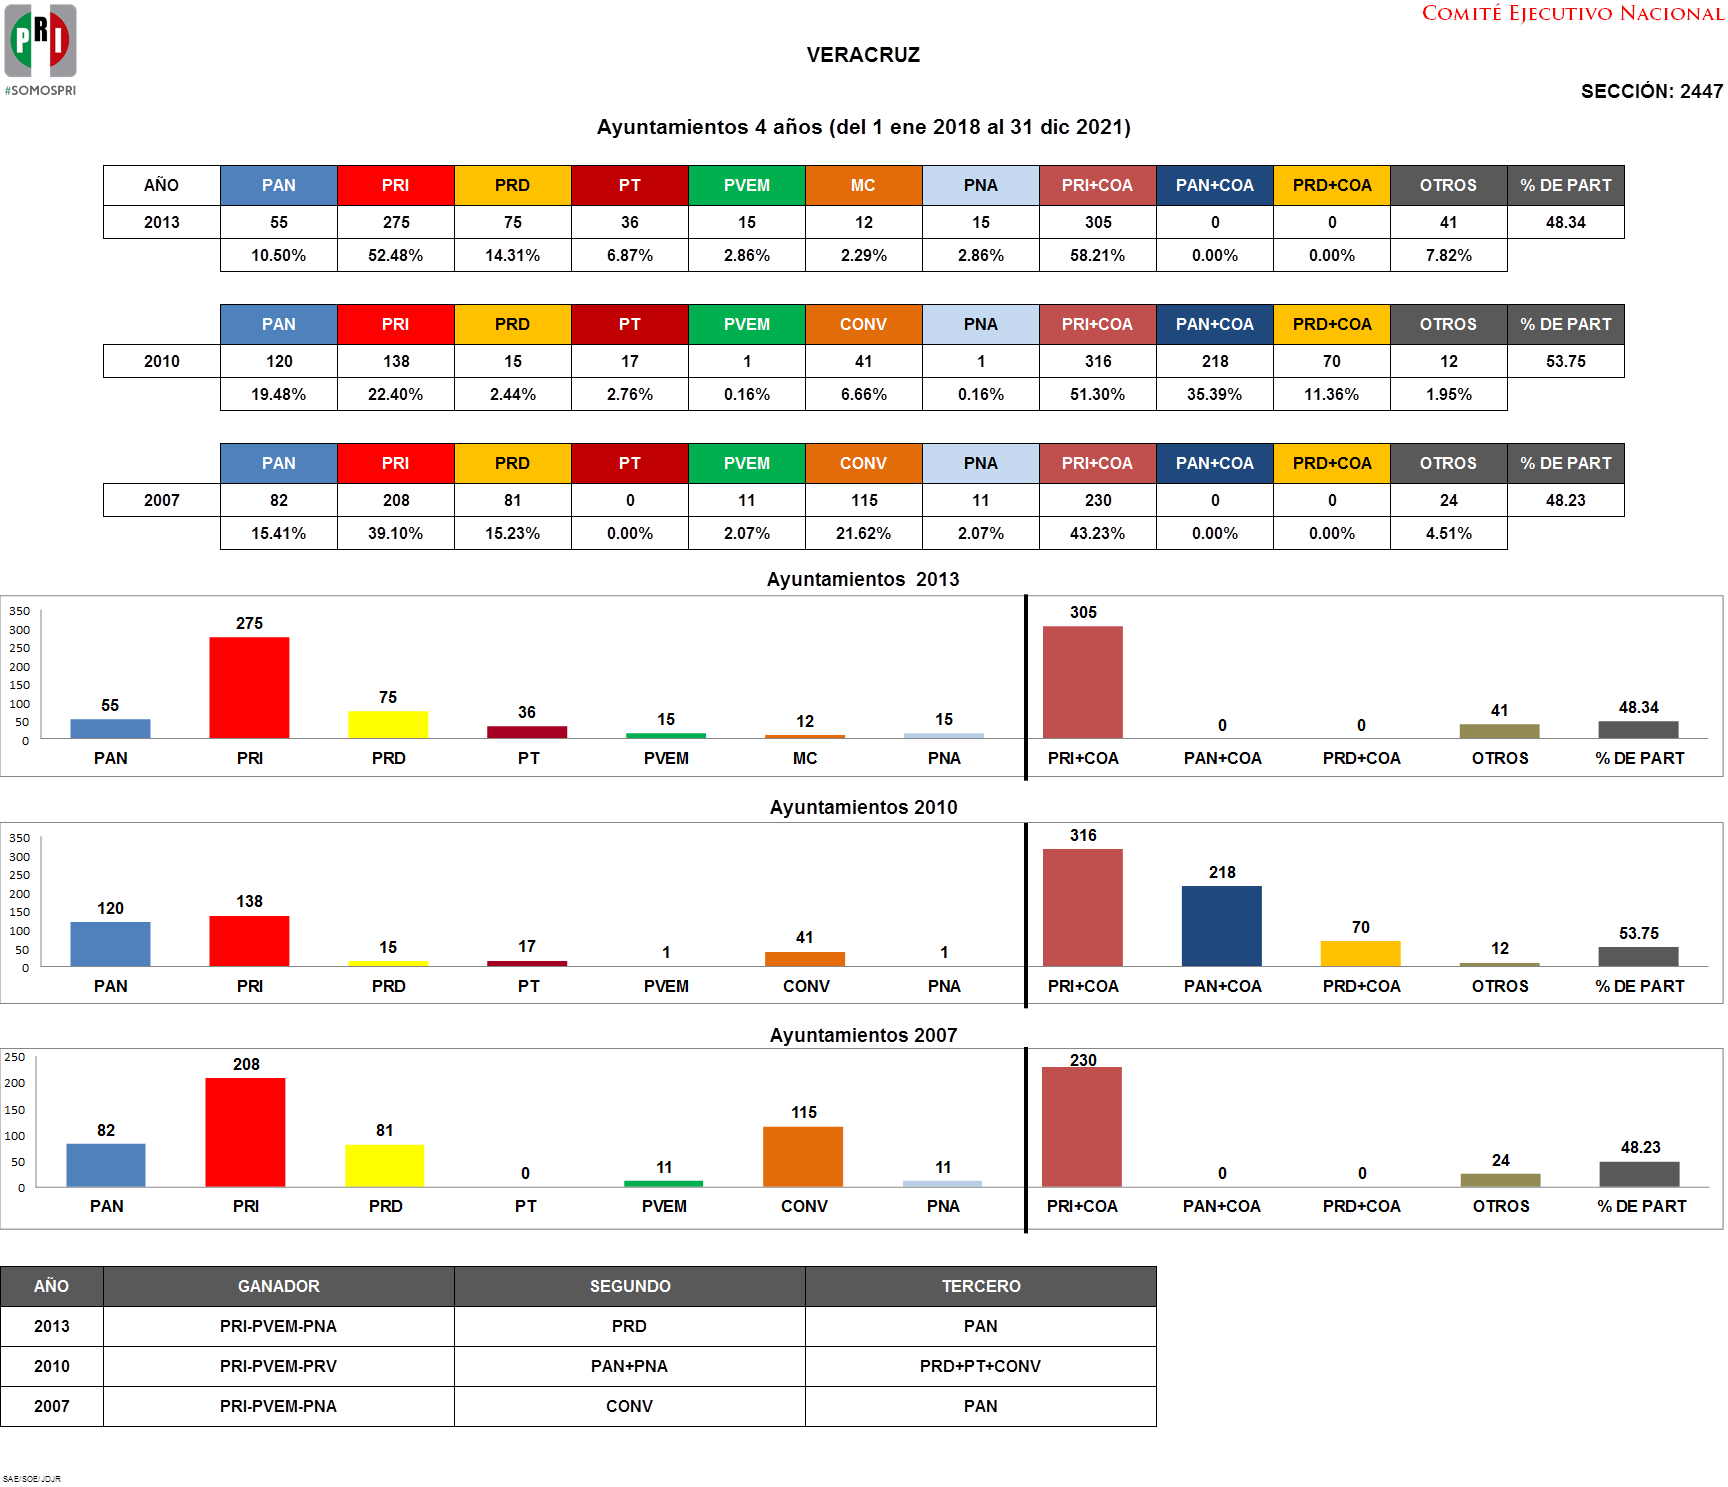 COMITÉ EJECUTIVO NACIONAL
PRI
#SOMOSPRI
VERACRUZ
SECCIÓN: 2447
Ayuntamientos 4 años (del 1 ene 2018 al 31 dic 2021)
AÑO PAN PRI PRD PT PVEM MC PNA PRI+COA PAN+COA PRD+COA OTROS % DE PART
2013 55 275 75 36 15 12 15 305 0 0 41 48.34
10.50% 52.48% 14.31% 6.87% 2.86% 2.29% 2.86% 58.21% 0.00% 0.00% 7.82%
PAN PRI PRD PT PVEM CONV PNA PRI+COA PAN+COA PRD+COA OTROS % DE PART
2010 120 138 15 17 1 41 1 316 218 70 12 53.75
19.48% 22.40% 2.44% 2.76% 0.16% 6.66% 0.16% 51.30% 35.39% 11.36% 1.95%
PAN PRI PRD PT PVEM CONV PNA PRI+COA PAN+COA PRD+COA OTROS % DE PART
2007 82 208 81 0 11 115 11 230 0 0 24 48.23
15.41% 39.10% 15.23% 0.00% 2.07% 21.62% 2.07% 43.23% 0.00% 0.00% 4.51%
Ayuntamientos 2013
350
300
250
200
150
100
50
0
55 275 75 36 15 12 15 305 0 0 41 48.34
PAN PRI PRD PT PVEM MC PNA PRI+COA PAN+COA PRD+COA OTROS % DE PART
Ayuntamientos 2010
350
300
250
200
150
100
50
0
120 138 15 17 1 41 1 316 218 70 12 53.75
PAN PRI PRD PT PVEM CONV PNA PRI+COA PAN+COA PRD+COA OTROS % DE PART
Ayuntamientos 2007
250
200
150
100
50
0
82 208 81 0 11 115 11 230 0 0 24 48.23
PAN PRI PRD PT PVEM CONV PNA PRI+COA PAN+COA PRD+COA OTROS % DE PART
AÑO GANADOR SEGUNDO TERCERO
2013 PRI-PVEM-PNA PRD PAN
2010 PRI-PVEM-PRV PAN+PNA PRD+PT+CONV
2007 PRI-PVEM-PNA CONV PAN
SAE/SOE/JDJR